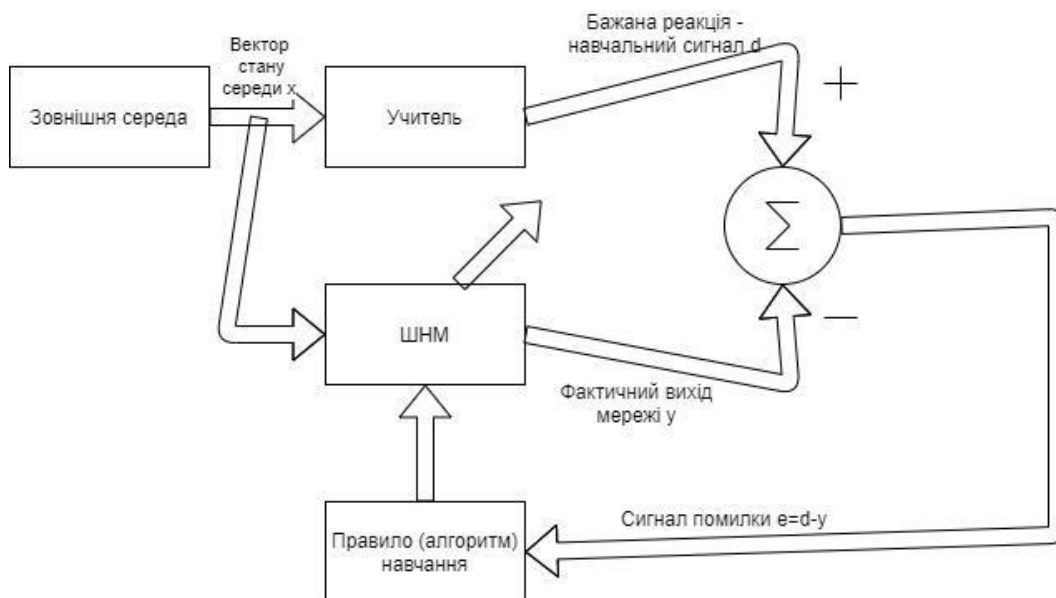 Бажана реакція -
навчальний сигнал d
Вектор
стану
середи x
Зовнішня середа
Учитель
+
Σ
ШНМ
−
Фактичний вихід
мережі y
Сигнал помилки e=d-y
Правило (алгоритм)
навчання